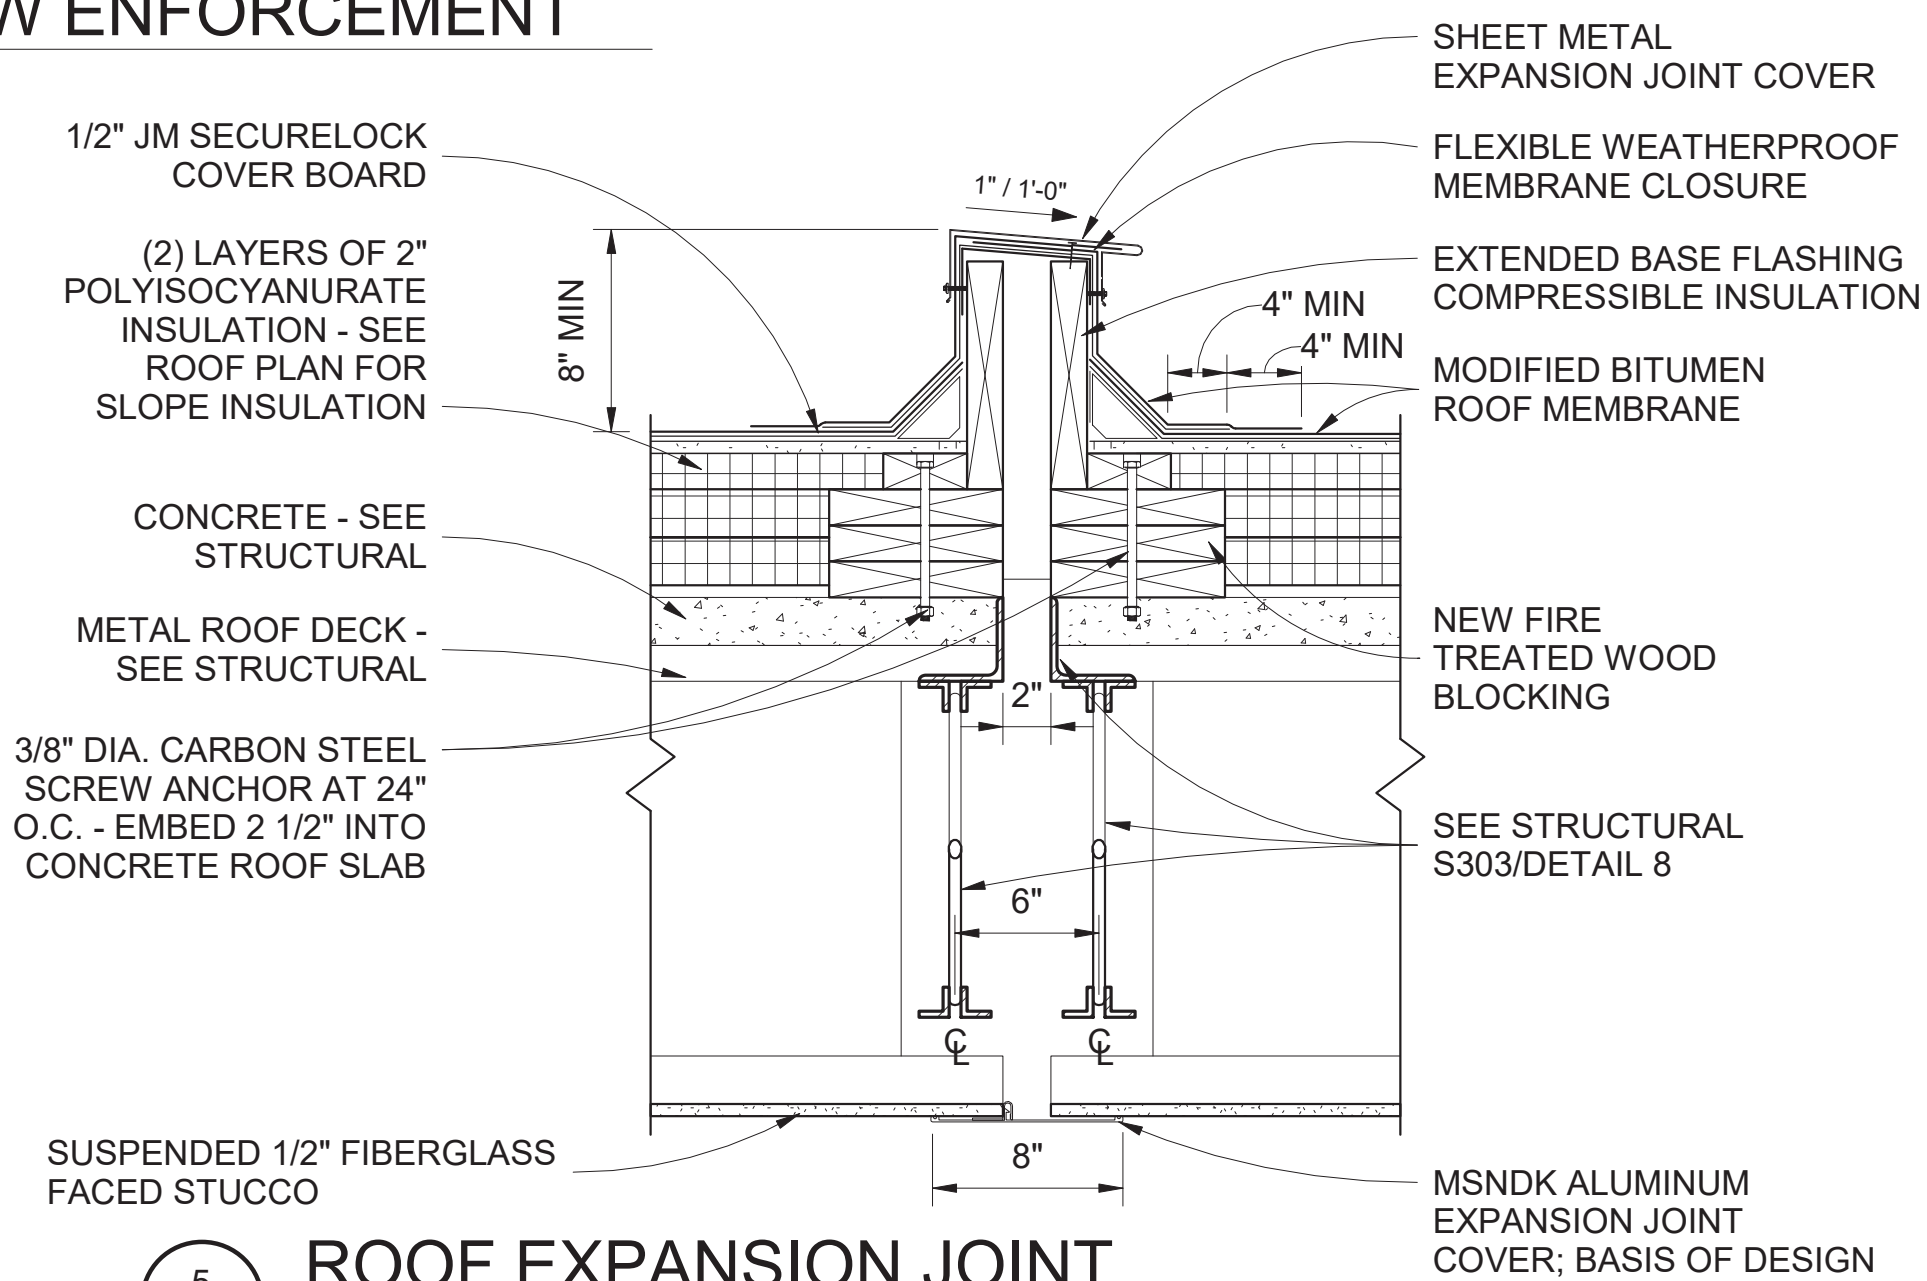 W ENFORCEMENT
1/2" JM SECURELOCK
COVER BOARD
(2) LAYERS OF 2"
POLYISOCYANURATE
INSULATION - SEE
ROOF PLAN FOR
SLOPE INSULATION
CONCRETE - SEE
STRUCTURAL
METAL ROOF DECK -
SEE STRUCTURAL
3/8" DIA. CARBON STEEL
SCREW ANCHOR AT 24"
O.C. - EMBED 2 1/2" INTO
CONCRETE ROOF SLAB
SUSPENDED 1/2" FIBERGLASS
FACED STUCCO
8" MIN
1" / 1'-0"
4" MIN
4" MIN
2"
6"
℄
℄
8"
SHEET METAL
EXPANSION JOINT COVER
FLEXIBLE WEATHERPROOF
MEMBRANE CLOSURE
EXTENDED BASE FLASHING
COMPRESSIBLE INSULATION
MODIFIED BITUMEN
ROOF MEMBRANE
NEW FIRE
TREATED WOOD
BLOCKING
SEE STRUCTURAL
S303/DETAIL 8
MSNDK ALUMINUM
EXPANSION JOINT
COVER; BASIS OF DESIGN
5
ROOF EXPANSION JOINT